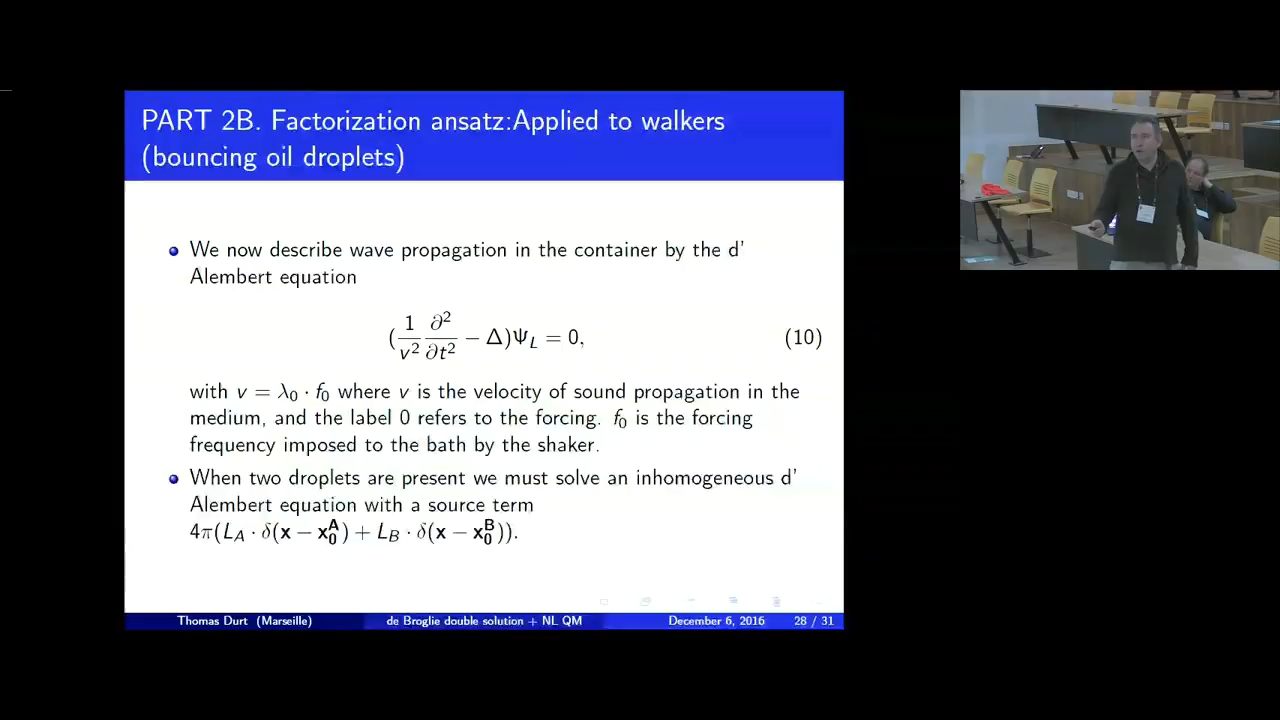 PART 2B. Factorization ansatz:Applied to walkers
(bouncing oil droplets)
We now describe wave propagation in the container by the d'
Alembert equation
(1/v² ∂²/∂t² − Δ)Ψ_L = 0, (10)
with v = λ₀ · f₀ where v is the velocity of sound propagation in the
medium, and the label 0 refers to the forcing. f₀ is the forcing
frequency imposed to the bath by the shaker.
When two droplets are present we must solve an inhomogeneous d'
Alembert equation with a source term
4π(L_A · δ(x − x₀^A) + L_B · δ(x − x₀^B)).
Thomas Durt (Marseille) de Broglie double solution + NL QM December 6, 2016 28 / 31